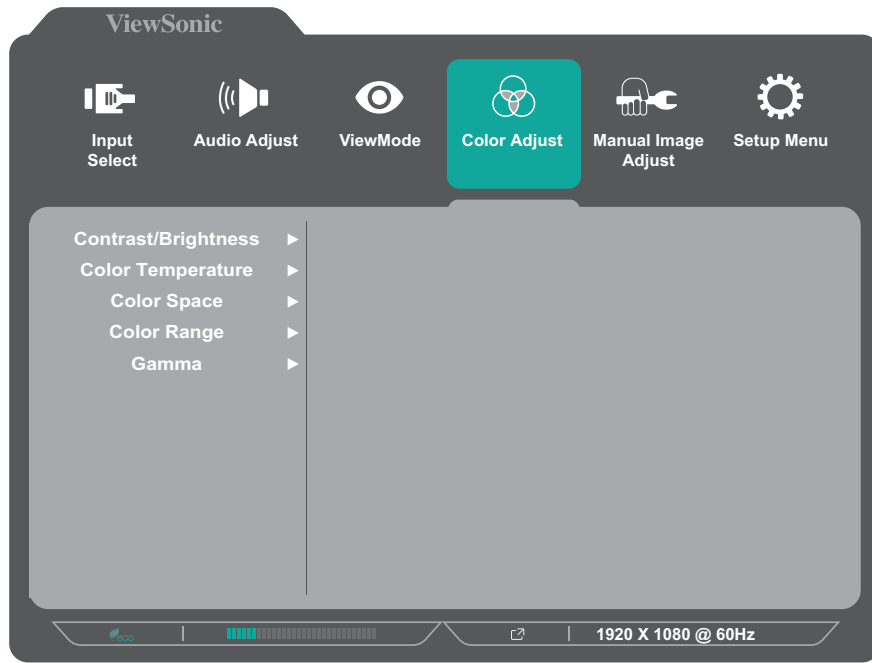 ViewSonic
Input
Select
Audio Adjust
ViewMode
Color Adjust
Manual Image
Adjust
Setup Menu
Contrast/Brightness
Color Temperature
Color Space
Color Range
Gamma
eco
1920 X 1080 @ 60Hz